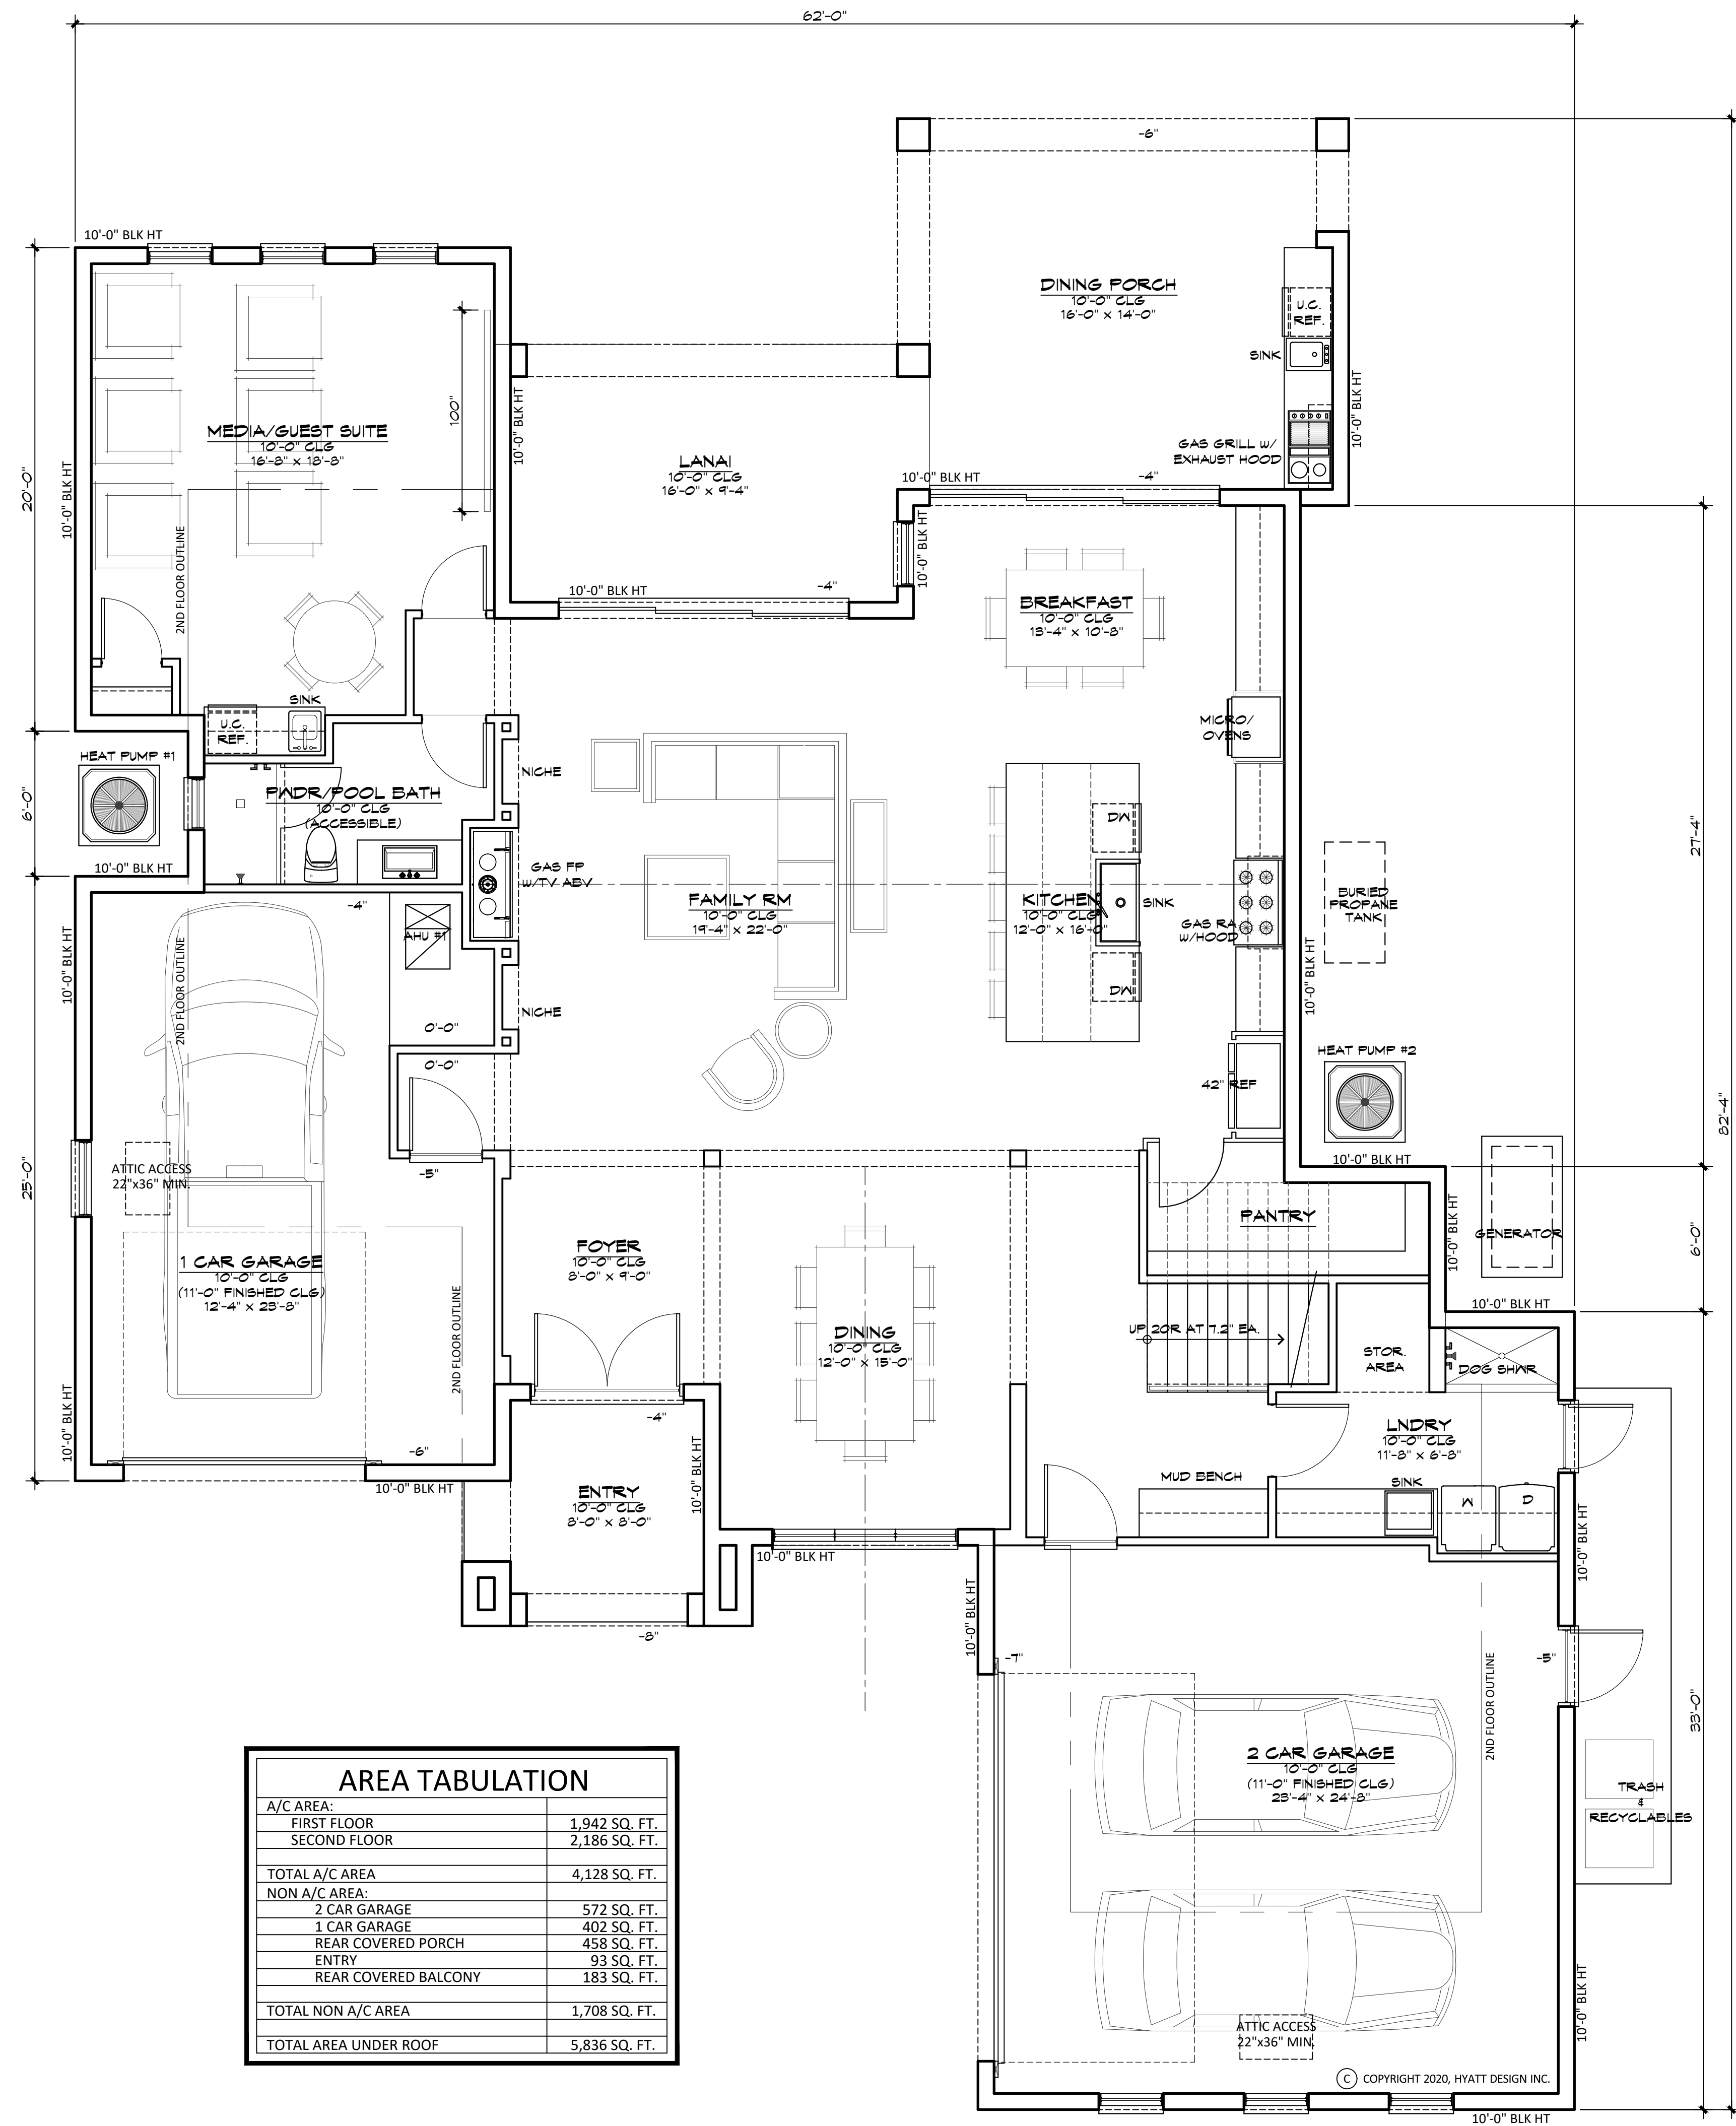 62'-0"
-6"
10'-0" BLK HT
DINING PORCH
10'-0" CLG
16'-0" x 14'-0"
U.C.
REF.
SINK
GAS GRILL W/
EXHAUST HOOD
10'-0" BLK HT
20'-0"
10'-0" BLK HT
MEDIA/GUEST SUITE
10'-0" CLG
16'-8" x 18'-8"
100"
10'-0" BLK HT
2ND FLOOR OUTLINE
LANAI
10'-0" CLG
16'-0" x 9'-4"
10'-0" BLK HT
-4"
10'-0" BLK HT
10'-0" BLK HT
-4"
BREAKFAST
10'-0" CLG
13'-4" x 10'-8"
SINK
U.C.
REF.
MICRO/
OVENS
HEAT PUMP #1
NICHE
6'-0"
PWDR/POOL BATH
10'-0" CLG
(ACCESSIBLE)
10'-0" BLK HT
GAS FP
W/TV ABV
FAMILY RM
10'-0" CLG
19'-4" x 22'-0"
DW
KITCHEN
10'-0" CLG
12'-0" x 16'-0"
SINK
GAS RA
W/HOOD
DW
BURIED
PROPANE
TANK
27'-4"
82'-4"
10'-0" BLK HT
-4"
AHU #1
10'-0" BLK HT
2ND FLOOR OUTLINE
NICHE
0'-0"
0'-0"
42" REF
HEAT PUMP #2
10'-0" BLK HT
25'-0"
ATTIC ACCESS
22"x36" MIN.
-5"
PANTRY
10'-0" BLK HT
GENERATOR
6'-0"
1 CAR GARAGE
10'-0" CLG
(11'-0" FINISHED CLG)
12'-4" x 23'-8"
2ND FLOOR OUTLINE
FOYER
10'-0" CLG
8'-0" x 9'-0"
DINING
10'-0" CLG
12'-0" x 15'-0"
UP 20R AT 7.2" EA.
STOR.
AREA
10'-0" BLK HT
DOG SHWR
10'-0" BLK HT
-4"
LNDRY
10'-0" CLG
11'-8" x 6'-8"
-6"
10'-0" BLK HT
ENTRY
10'-0" CLG
8'-0" x 8'-0"
10'-0" BLK HT
MUD BENCH
SINK
W
D
10'-0" BLK HT
10'-0" BLK HT
10'-0" BLK HT
-8"
-7"
-5"
2ND FLOOR OUTLINE
33'-0"
2 CAR GARAGE
10'-0" CLG
(11'-0" FINISHED CLG)
23'-4" x 24'-8"
TRASH
&
RECYCLABLES
AREA TABULATION
A/C AREA:
FIRST FLOOR 1,942 SQ. FT.
SECOND FLOOR 2,186 SQ. FT.
TOTAL A/C AREA 4,128 SQ. FT.
NON A/C AREA:
2 CAR GARAGE 572 SQ. FT.
1 CAR GARAGE 402 SQ. FT.
REAR COVERED PORCH 458 SQ. FT.
ENTRY 93 SQ. FT.
REAR COVERED BALCONY 183 SQ. FT.
TOTAL NON A/C AREA 1,708 SQ. FT.
TOTAL AREA UNDER ROOF 5,836 SQ. FT.
ATTIC ACCESS
22"x36" MIN.
10'-0" BLK HT
© COPYRIGHT 2020, HYATT DESIGN INC.
10'-0" BLK HT